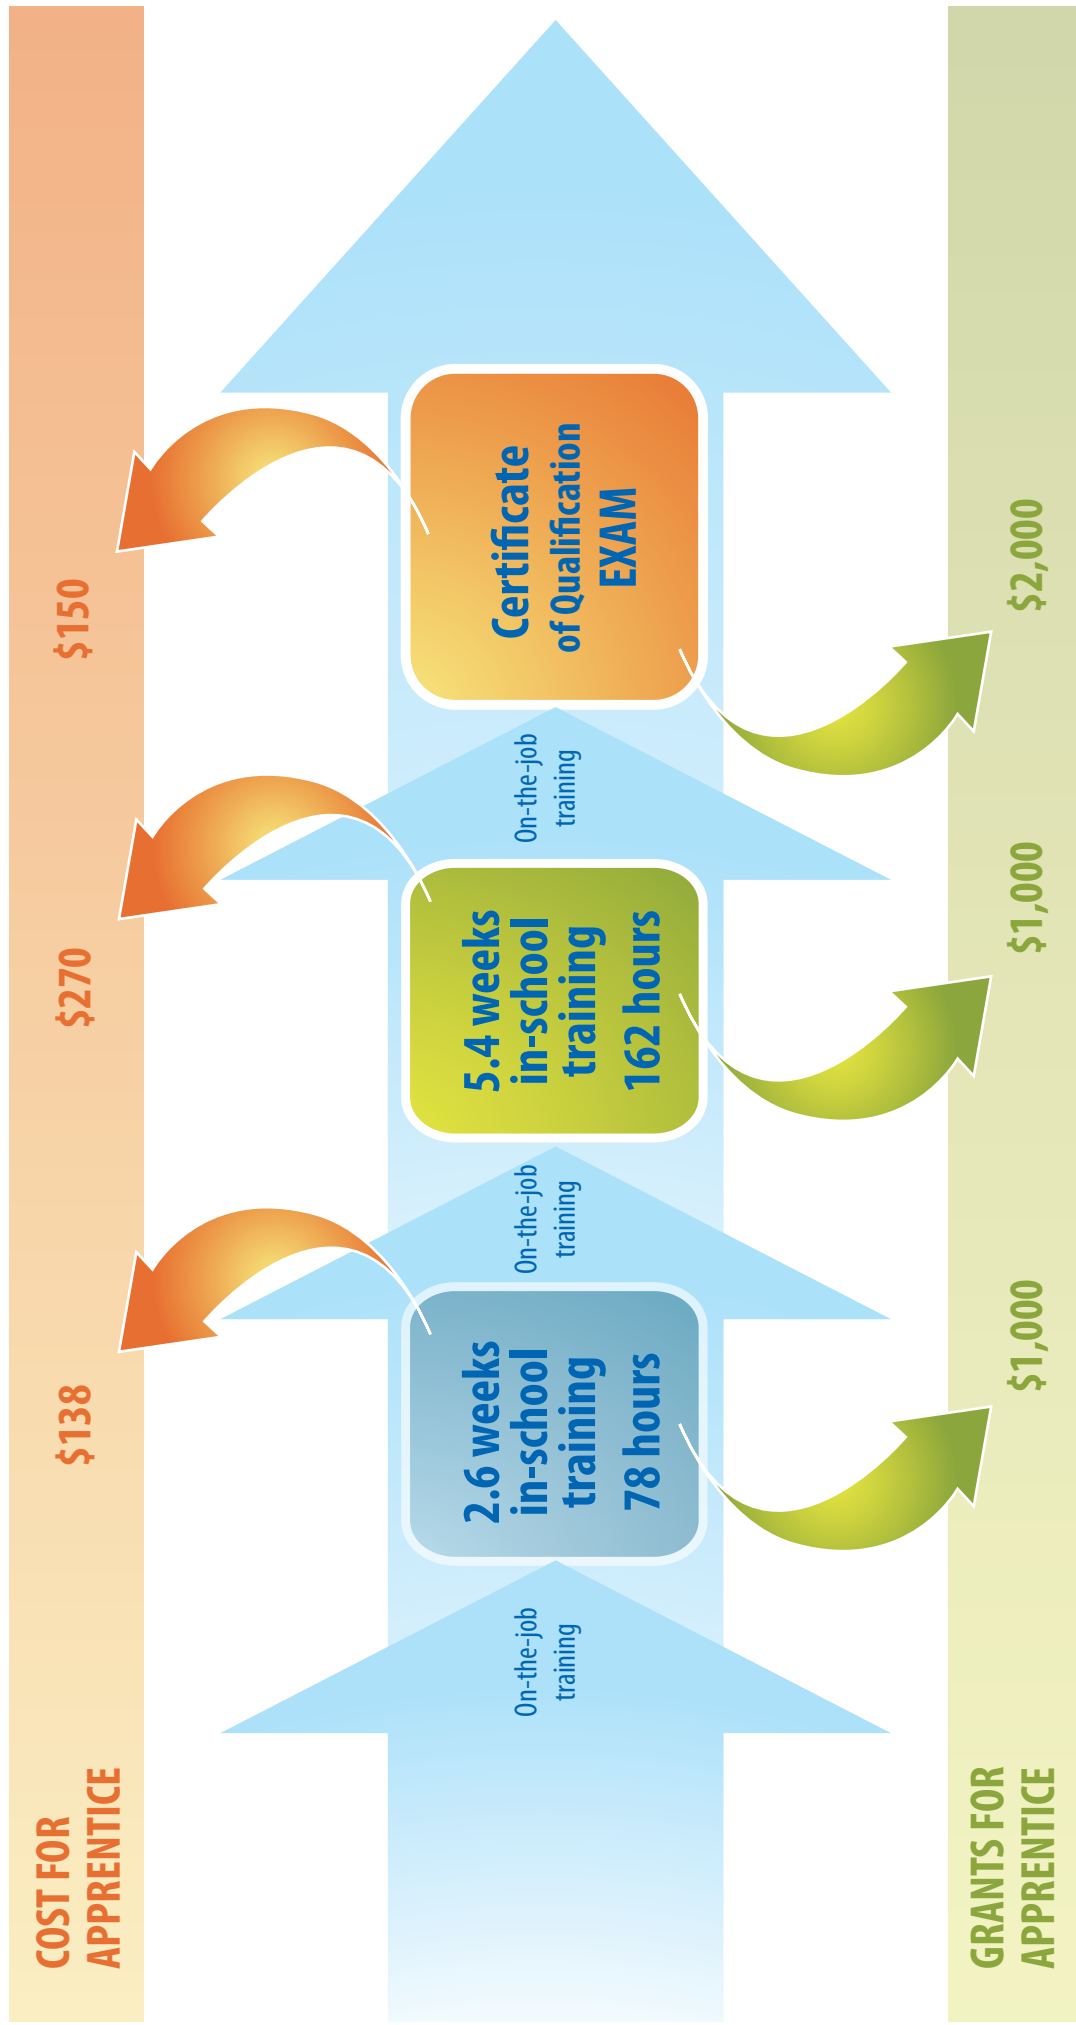 COST FOR
APPRENTICE
$138
$270
$150
On-the-job
training
2.6 weeks
in-school
training
78 hours
On-the-job
training
5.4 weeks
in-school
training
162 hours
On-the-job
training
Certificate
of Qualification
EXAM
GRANTS FOR
APPRENTICE
$1,000
$1,000
$2,000